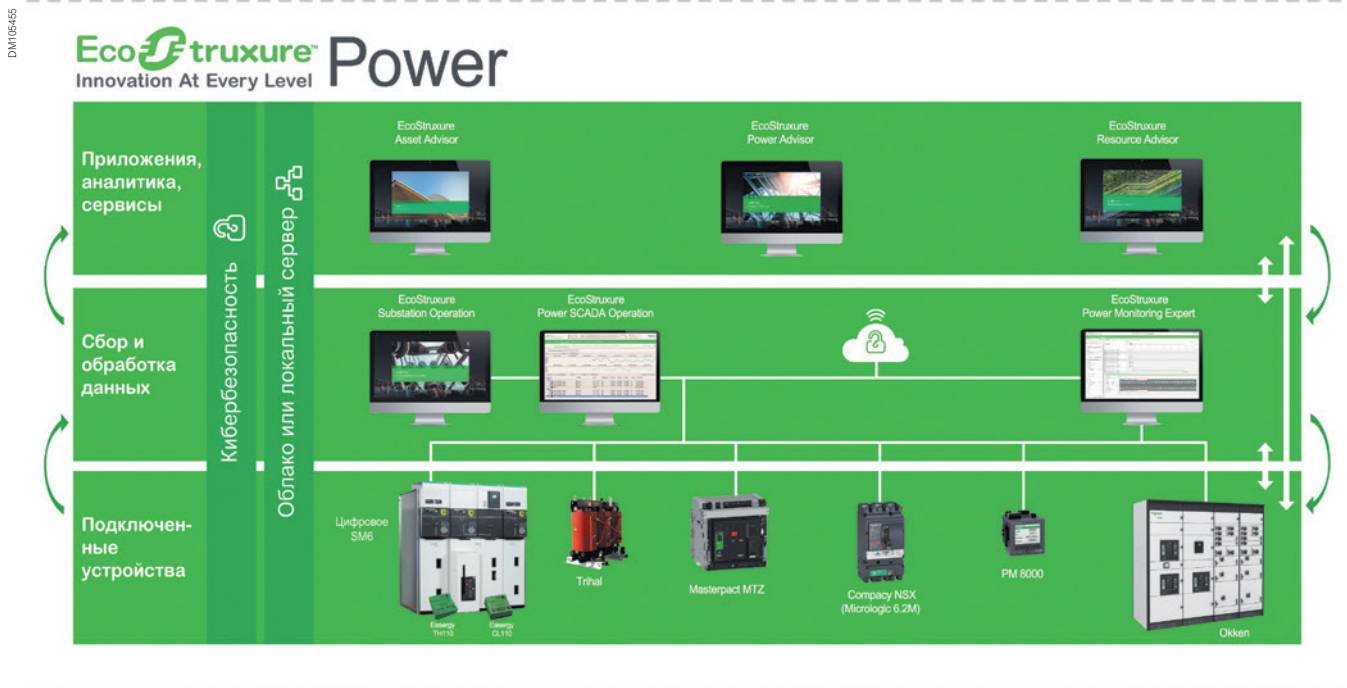 DM105455
EcoStruxure™
Innovation At Every Level
Power
Приложения,
аналитика,
сервисы
Кибербезопасность
Облако или локальный сервер
EcoStruxure
Asset Advisor
EcoStruxure
Power Advisor
EcoStruxure
Resource Advisor
Сбор и
обработка
данных
EcoStruxure
Substation Operation
EcoStruxure
Power SCADA Operation
EcoStruxure
Power Monitoring Expert
Подключен-
ные
устройства
Цифровое
SM6
Easergy
TH110
Easergy
CL110
Trihal
Masterpact MTZ
Compacy NSX
(Micrologic 6.2M)
PM 8000
Okken